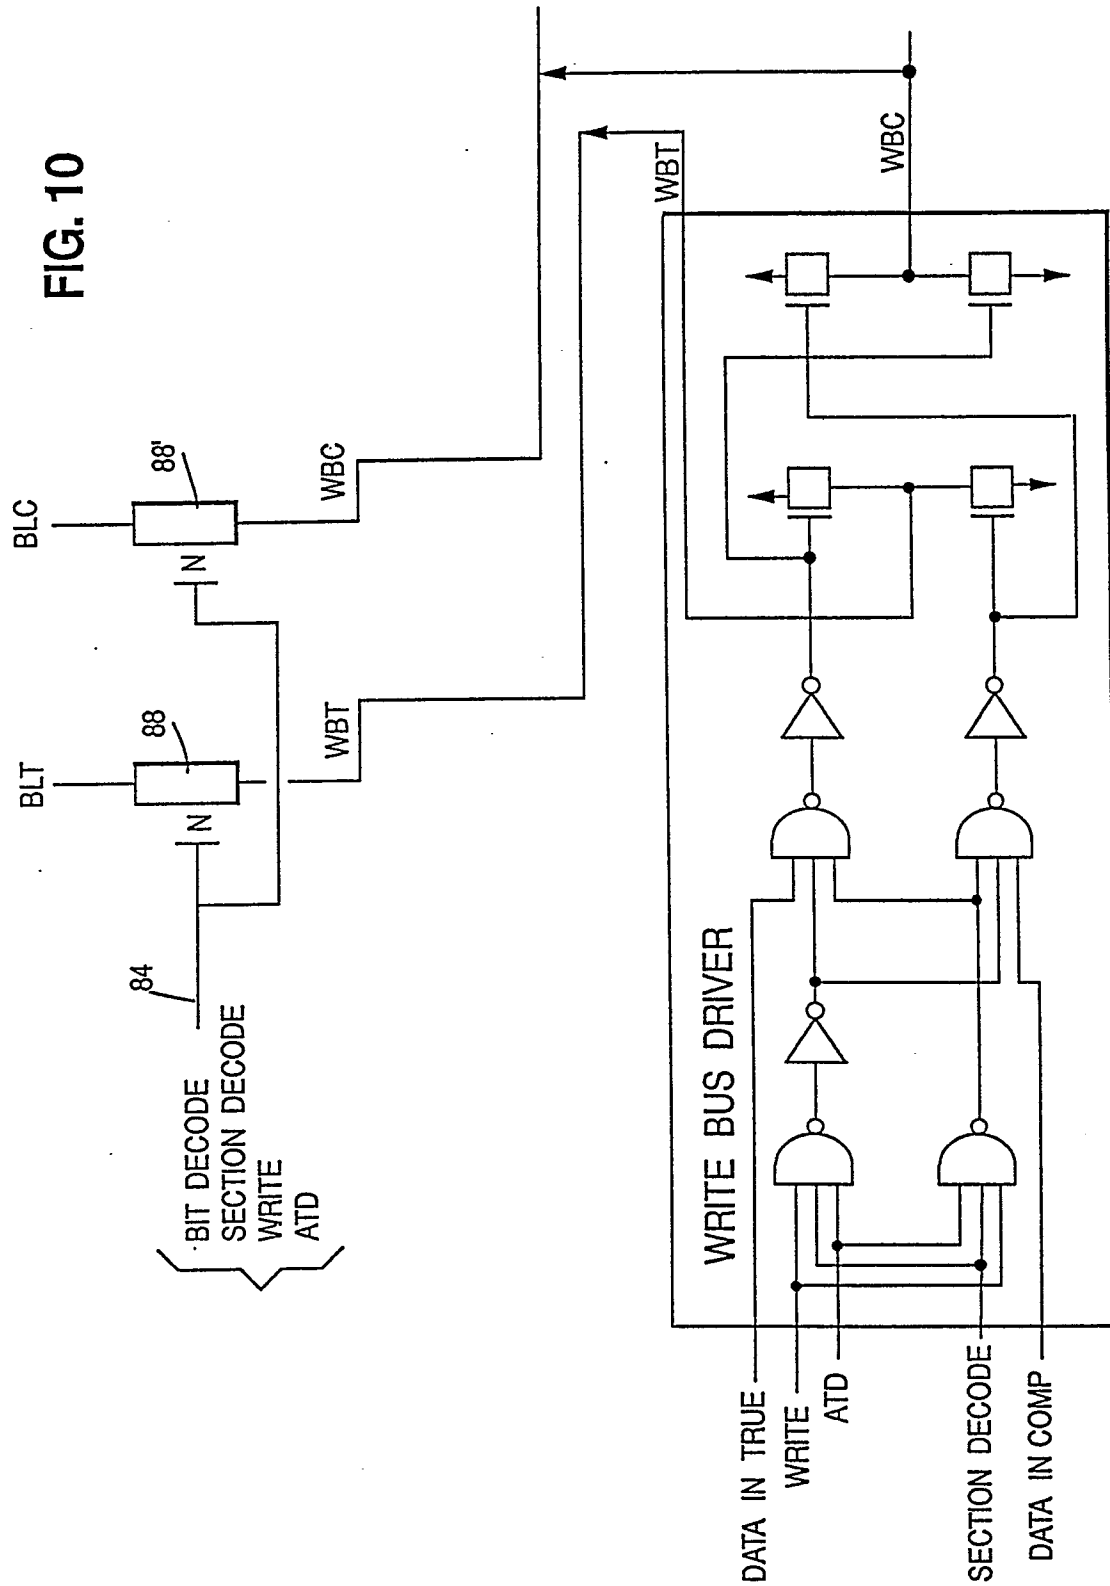 FIG. 10
BLT
BLC
88
88'
N
N
84
BIT DECODE
SECTION DECODE
WRITE
ATD
WBT
WBC
WBT
WBC
WRITE BUS DRIVER
DATA IN TRUE
WRITE
ATD
SECTION DECODE
DATA IN COMP